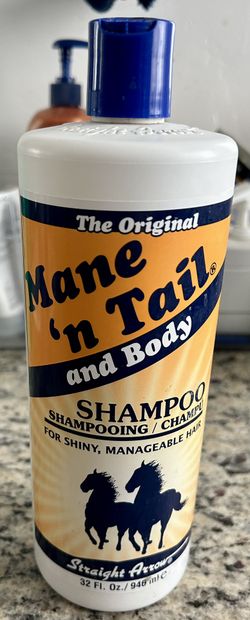 The Original
Mane
'n Tail®
and Body
SHAMPOO
SHAMPOOING / CHAMPU
FOR SHINY, MANAGEABLE HAIR
Straight Arrow®
32 Fl. Oz./ 946 ml